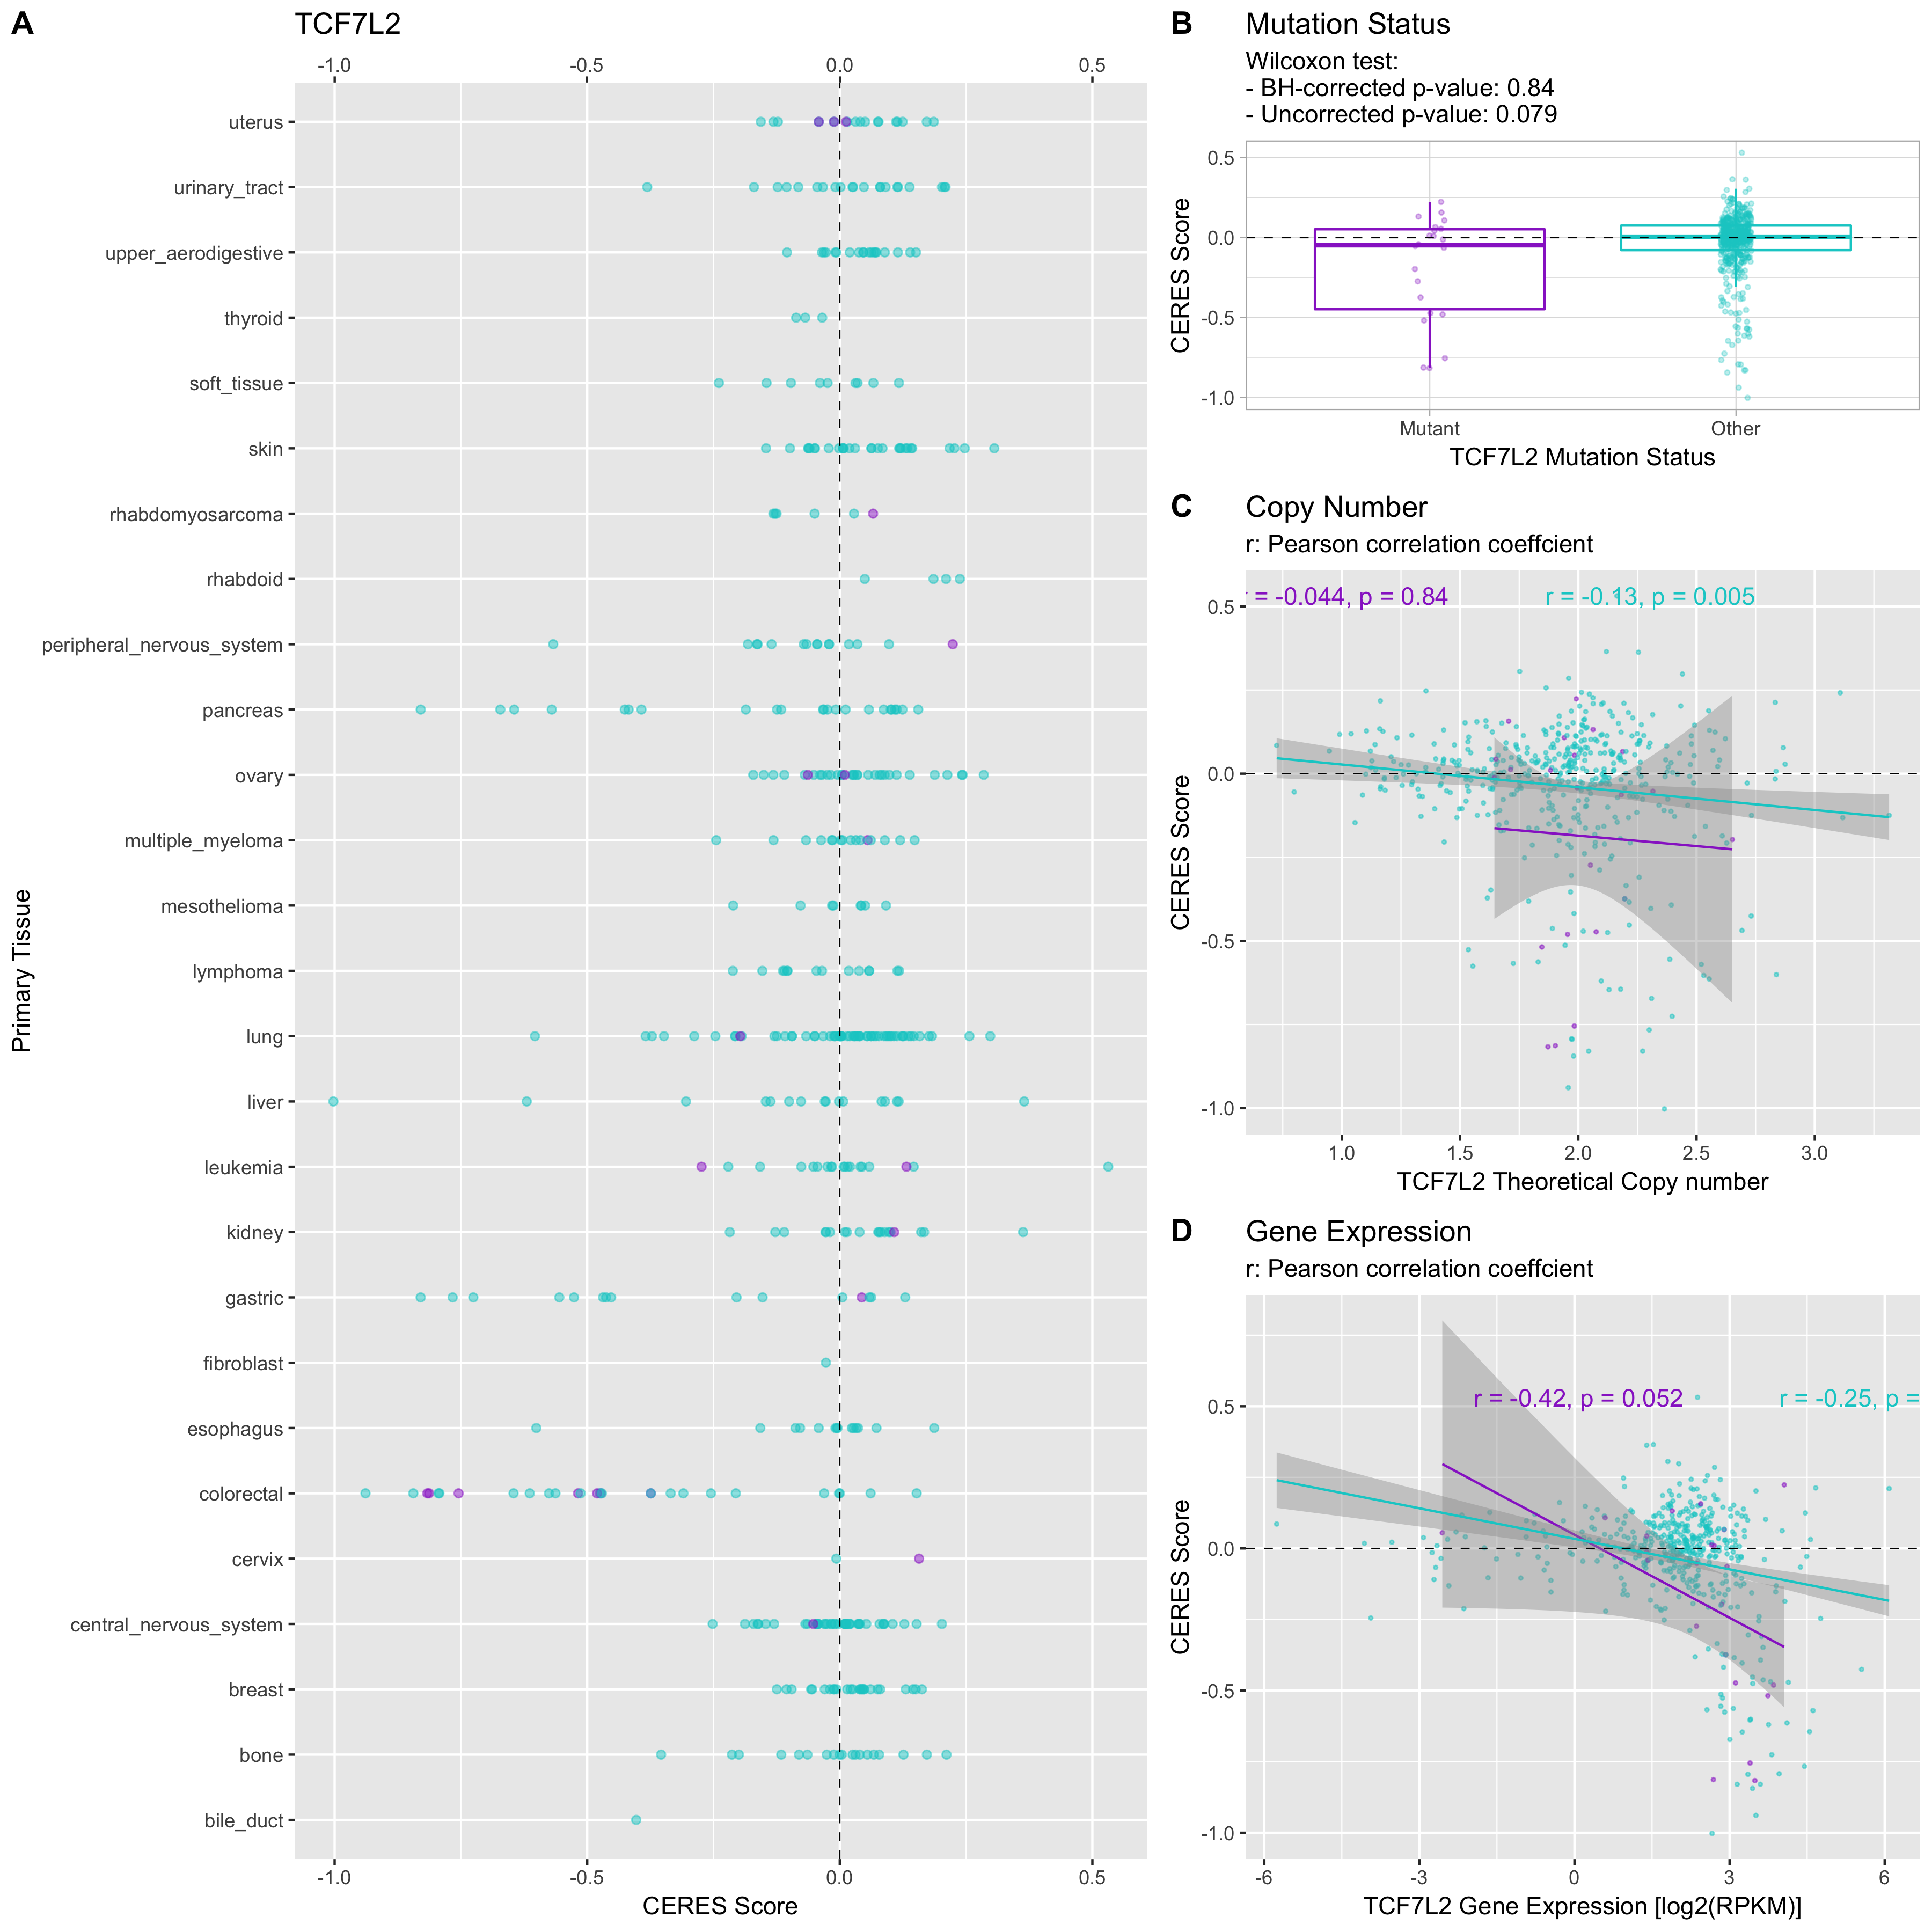 A
TCF7L2
-1.0 -0.5 0.0 0.5
uterus
urinary_tract
upper_aerodigestive
thyroid
soft_tissue
skin
rhabdomyosarcoma
rhabdoid
peripheral_nervous_system
pancreas
ovary
multiple_myeloma
mesothelioma
lymphoma
lung
liver
leukemia
kidney
gastric
fibroblast
esophagus
colorectal
cervix
central_nervous_system
breast
bone
bile_duct
Primary Tissue
-1.0 -0.5 0.0 0.5
CERES Score
B
Mutation Status
Wilcoxon test:
- BH-corrected p-value: 0.84
- Uncorrected p-value: 0.079
0.5
0.0
-0.5
-1.0
CERES Score
Mutant Other
TCF7L2 Mutation Status
C
Copy Number
r: Pearson correlation coeffcient
r = -0.044, p = 0.84 r = -0.13, p = 0.005
0.5
0.0
-0.5
-1.0
CERES Score
1.0 1.5 2.0 2.5 3.0
TCF7L2 Theoretical Copy number
D
Gene Expression
r: Pearson correlation coeffcient
r = -0.42, p = 0.052 r = -0.25, p =
0.5
0.0
-0.5
-1.0
CERES Score
-6 -3 0 3 6
TCF7L2 Gene Expression [log2(RPKM)]